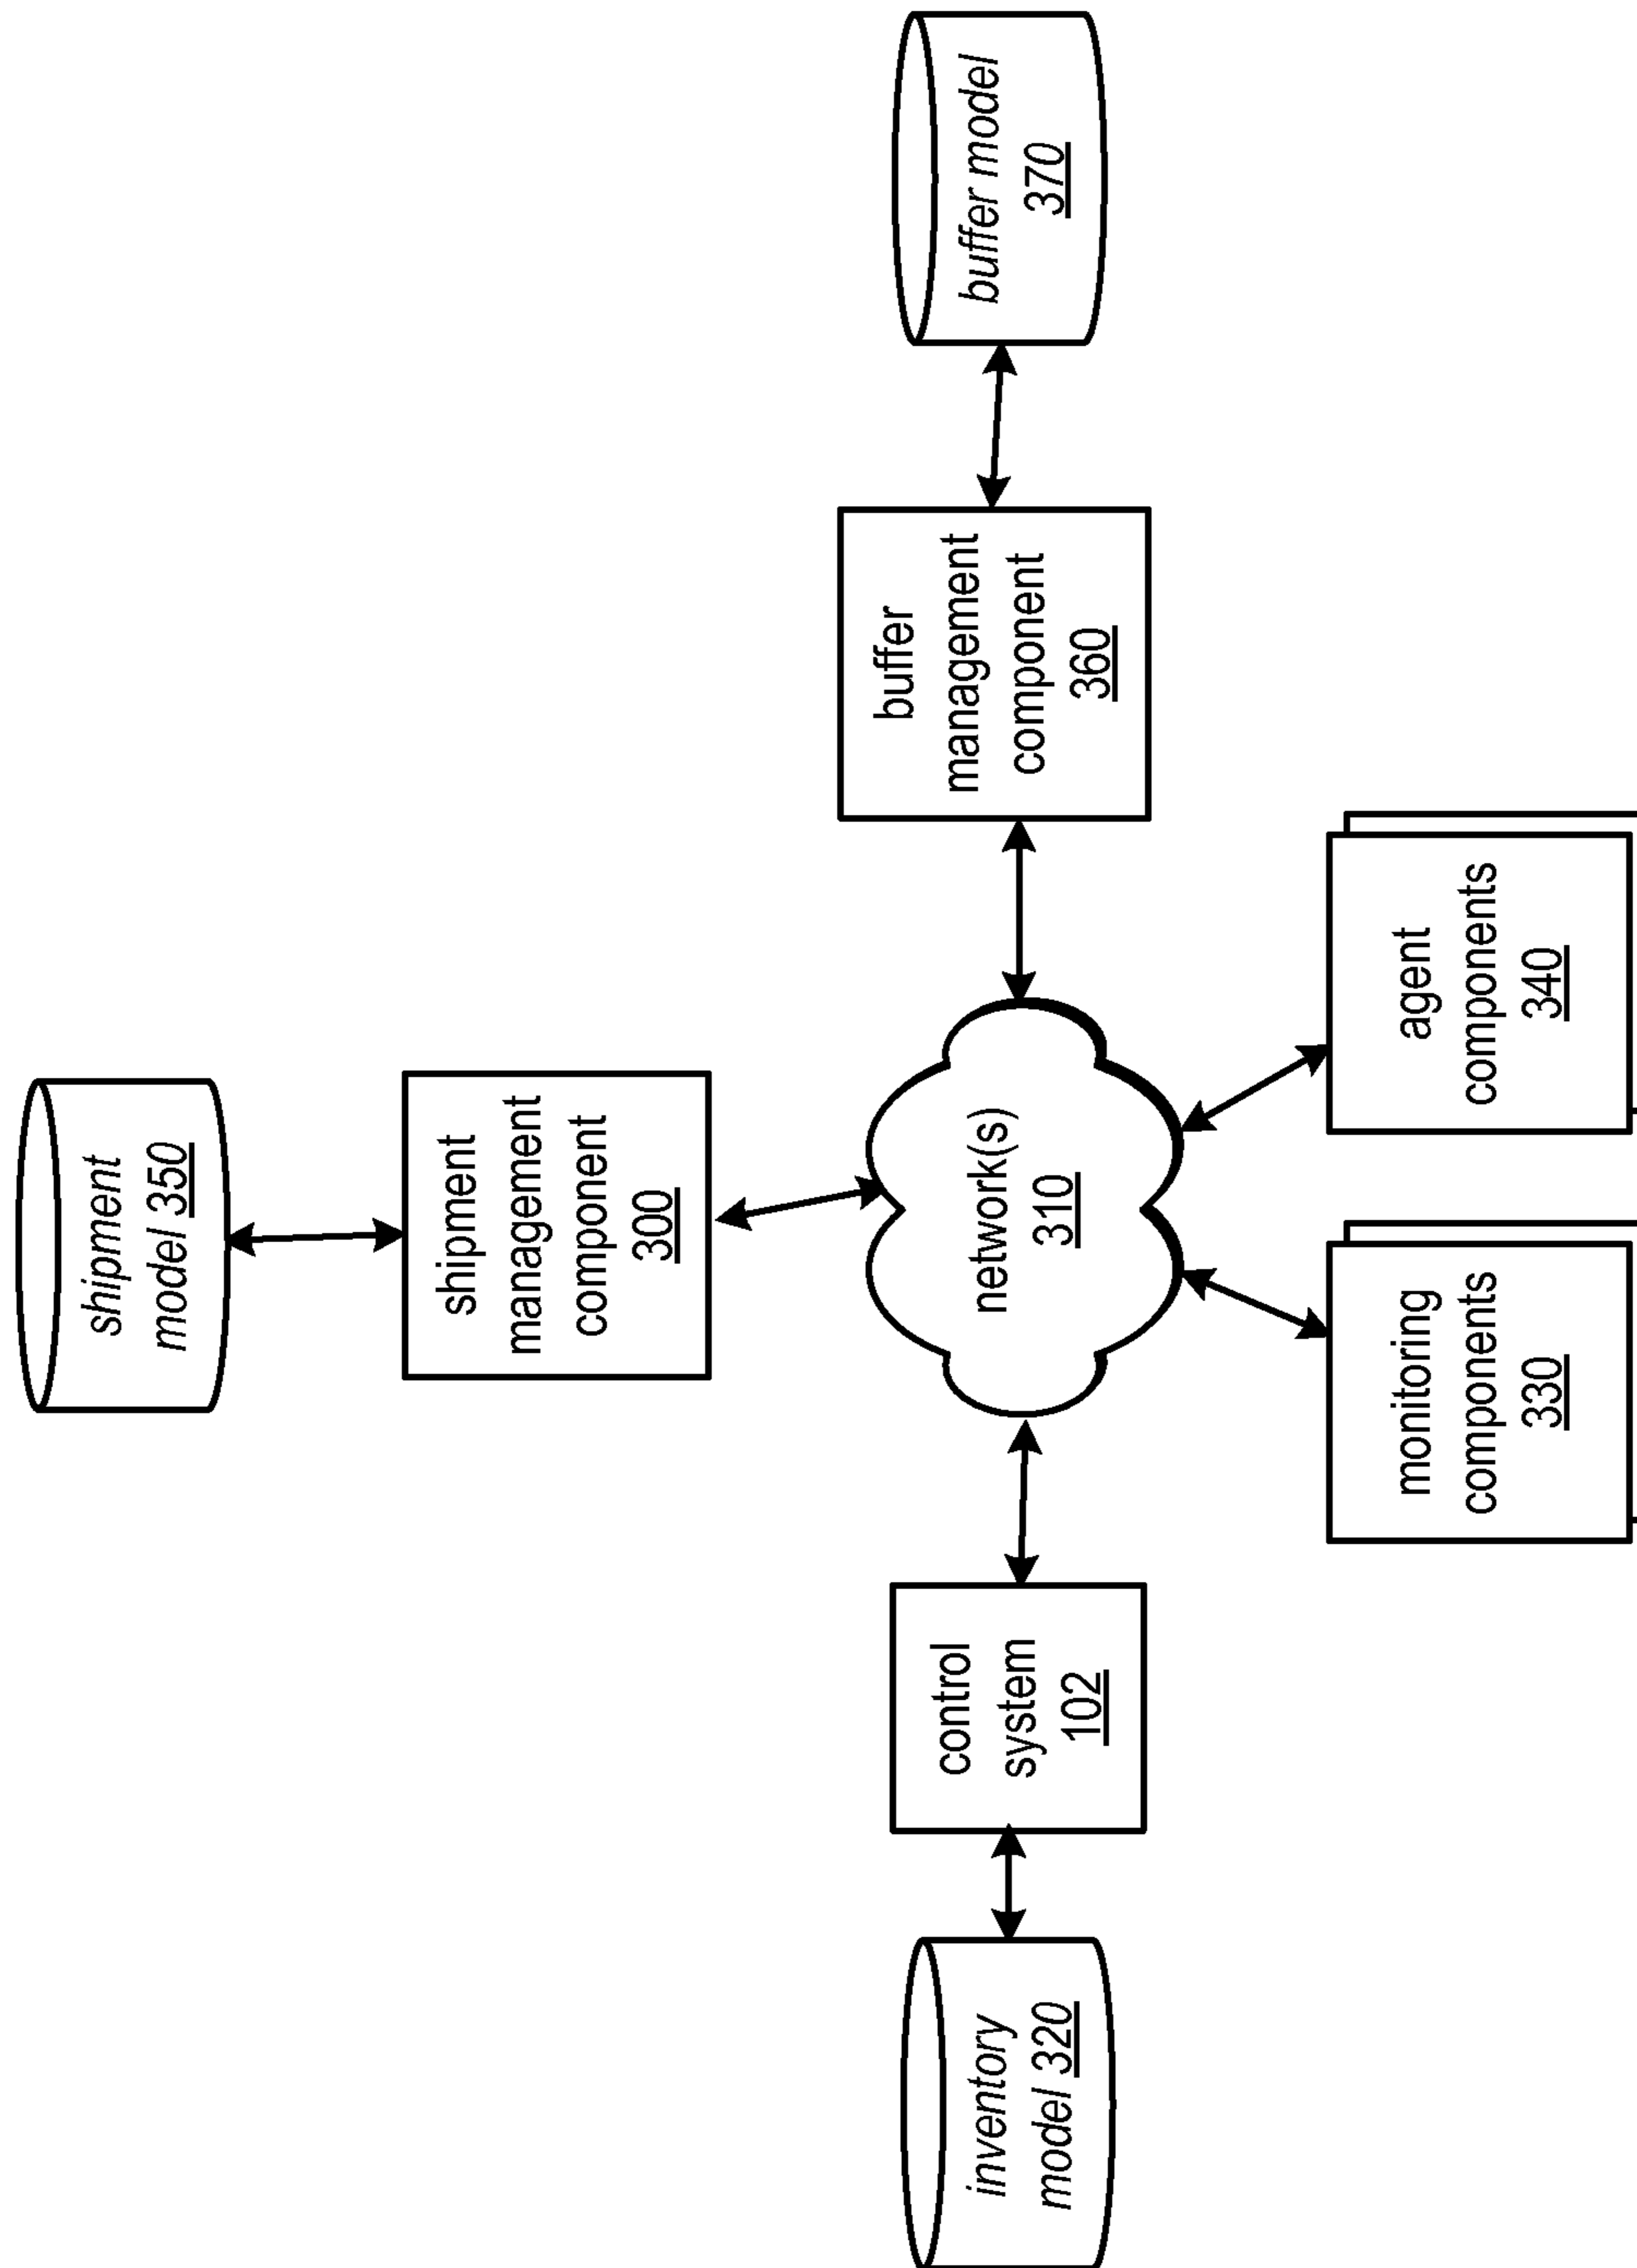 shipment
model 350
shipment
management
component
300
inventory
model 320
control
system
102
network(s)
310
buffer
management
component
360
buffer model
370
monitoring
components
330
agent
components
340